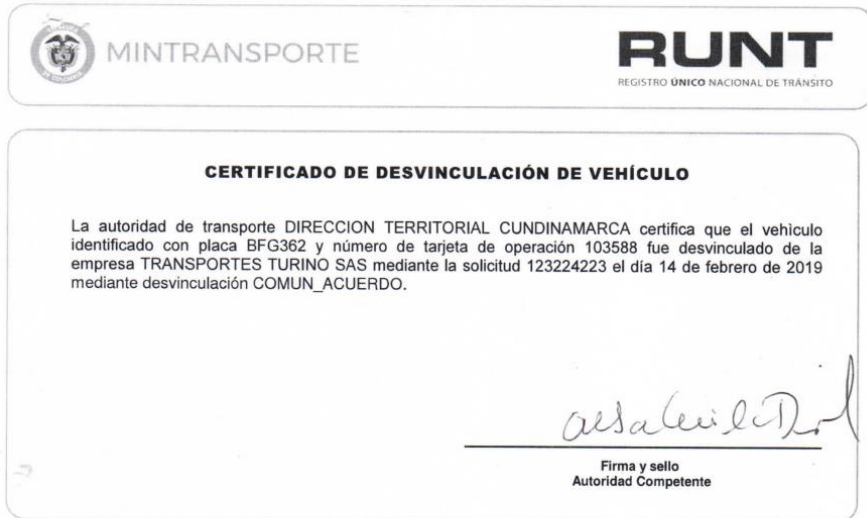 MINTRANSPORTE
RUNT
REGISTRO ÚNICO NACIONAL DE TRÁNSITO
CERTIFICADO DE DESVINCULACIÓN DE VEHÍCULO
La autoridad de transporte DIRECCION TERRITORIAL CUNDINAMARCA certifica que el vehìculo
identificado con placa BFG362 y número de tarjeta de operación 103588 fue desvinculado de la
empresa TRANSPORTES TURINO SAS mediante la solicitud 123224223 el día 14 de febrero de 2019
mediante desvinculación COMUN_ACUERDO.
Firma y sello
Autoridad Competente